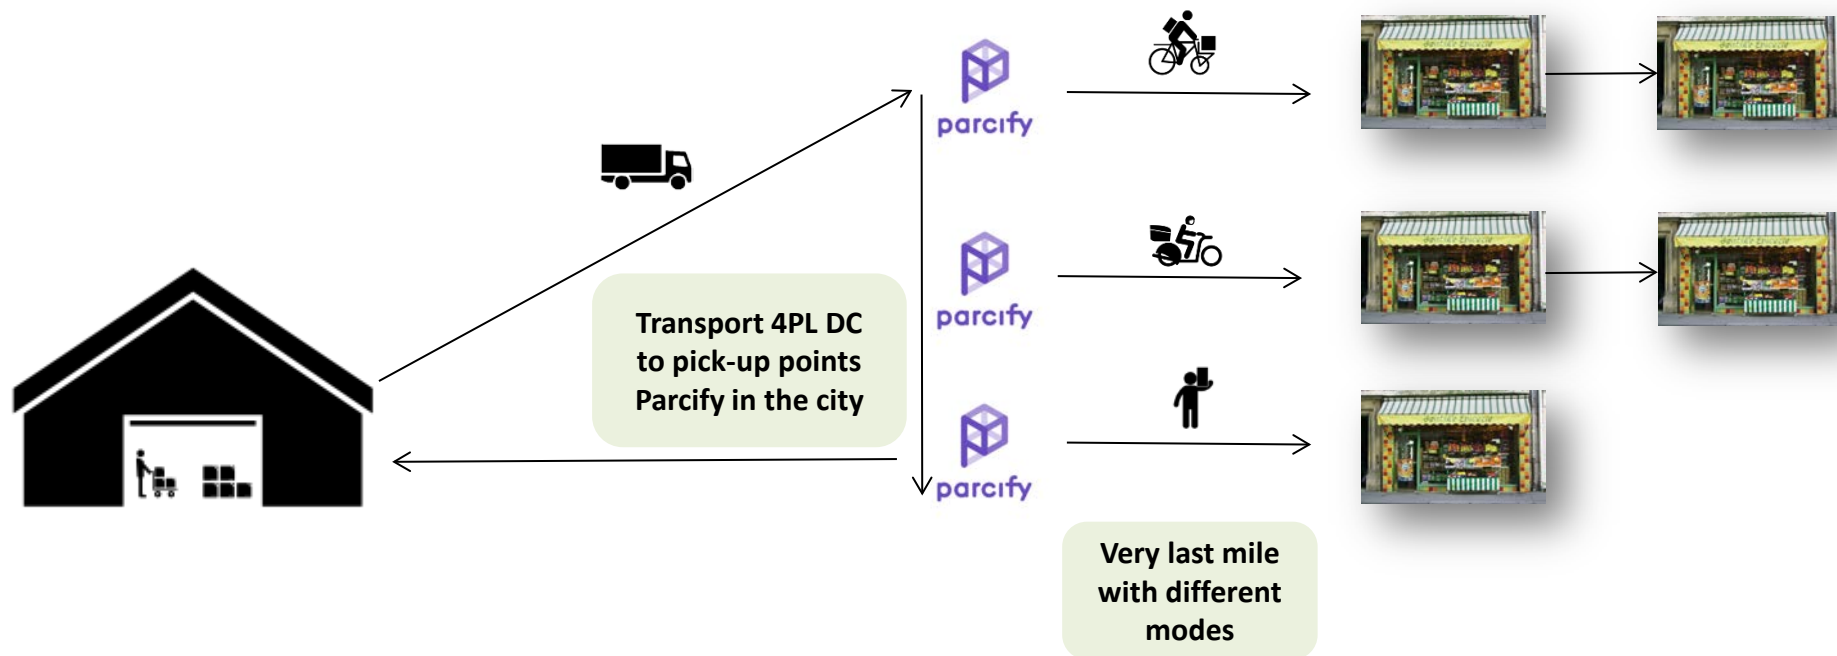 parcify
Transport 4PL DC
to pick-up points
Parcify in the city
parcify
parcify
Very last mile
with different
modes